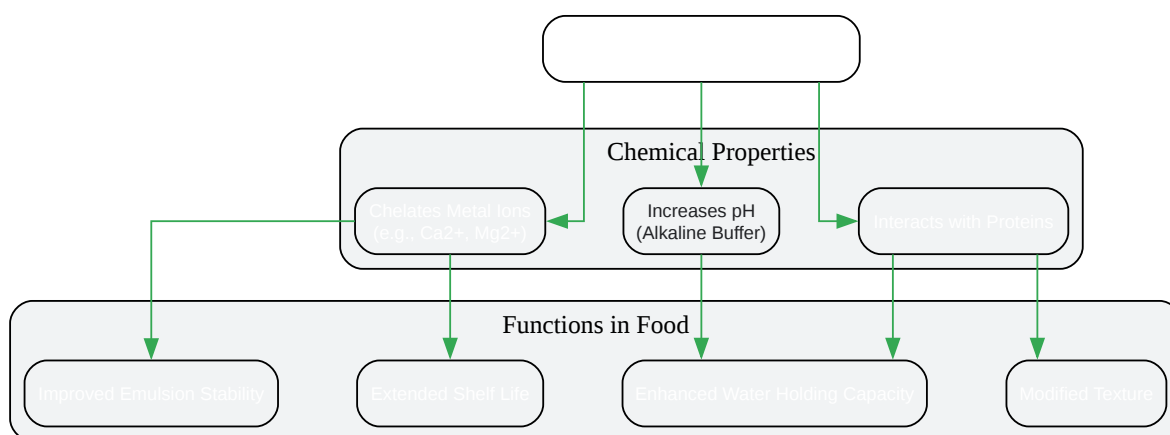 Chemical Properties
Chelates Metal Ions
(e.g., Ca2+, Mg2+)
Increases pH
(Alkaline Buffer)
Interacts with Proteins
Functions in Food
Improved Emulsion Stability
Extended Shelf Life
Enhanced Water Holding Capacity
Modified Texture